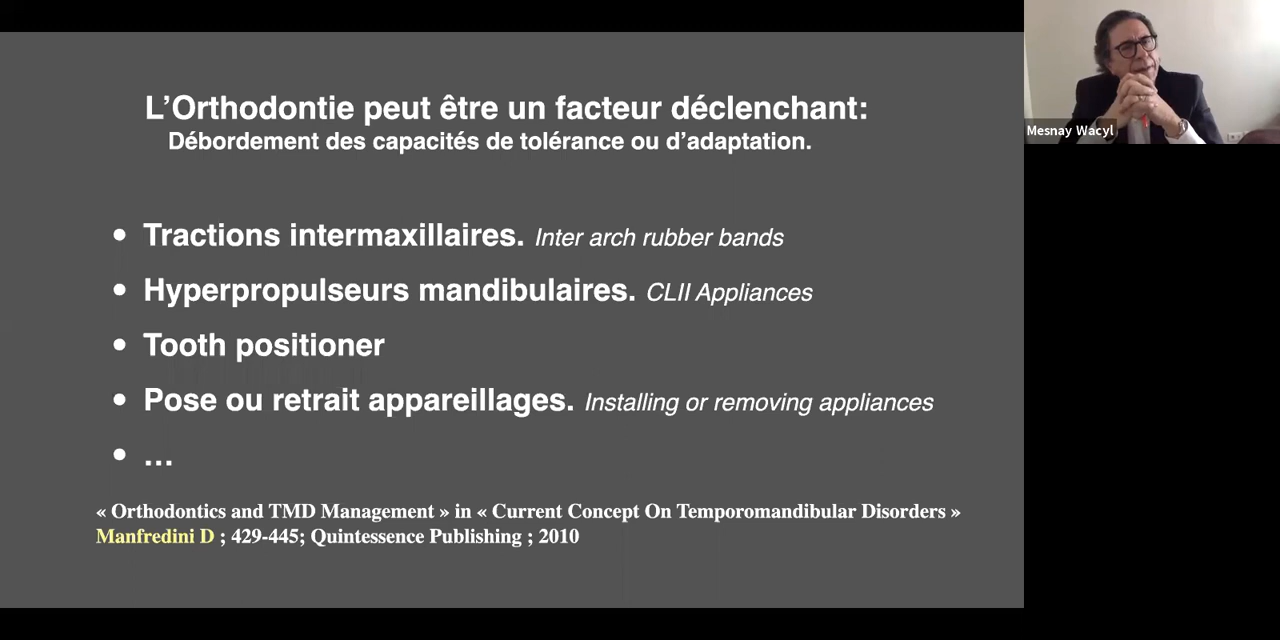 L’Orthodontie peut être un facteur déclenchant:
Débordement des capacités de tolérance ou d’adaptation.
• Tractions intermaxillaires. Inter arch rubber bands
• Hyperpropulseurs mandibulaires. CLII Appliances
• Tooth positioner
• Pose ou retrait appareillages. Installing or removing appliances
• ...
« Orthodontics and TMD Management » in « Current Concept On Temporomandibular Disorders »
Manfredini D ; 429-445; Quintessence Publishing ; 2010
Mesnay Wacyl